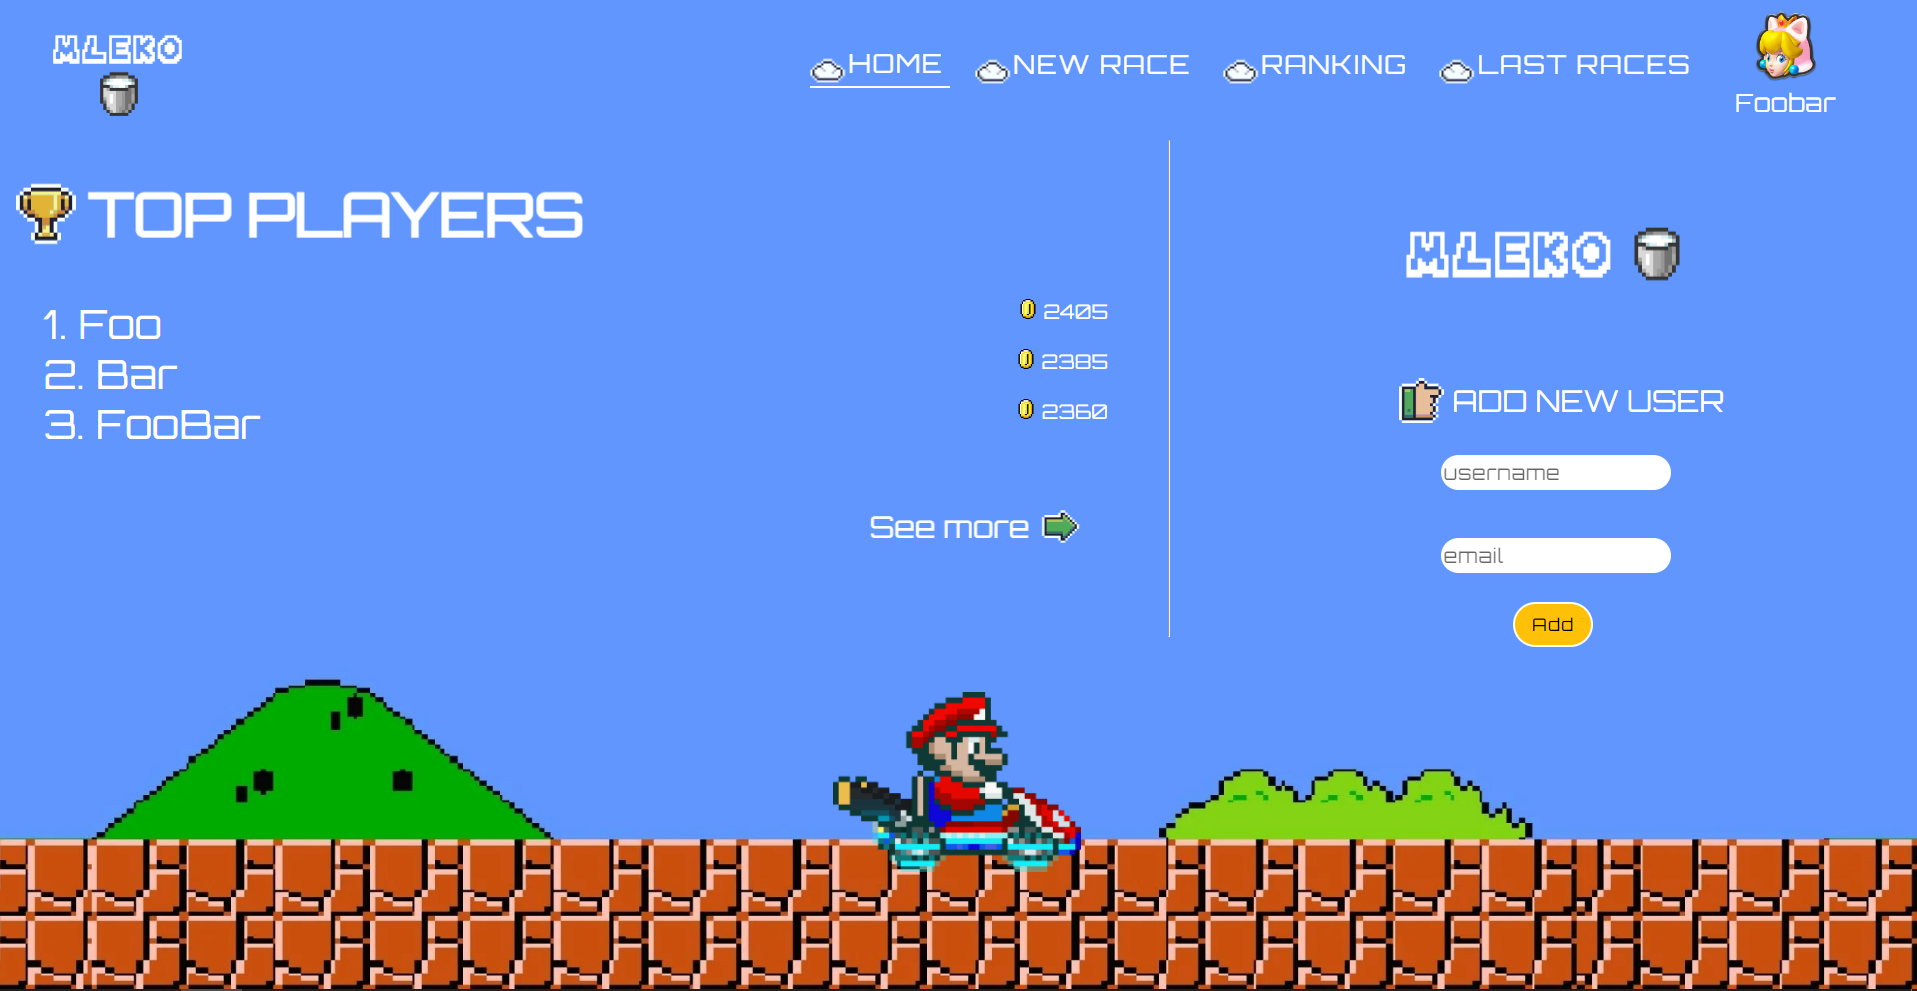 MLEKO
HOME NEW RACE RANKING LAST RACES
Foobar
TOP PLAYERS
1. Foo 2405
2. Bar 2385
3. FooBar 2360
See more
MLEKO
ADD NEW USER
username
email
Add